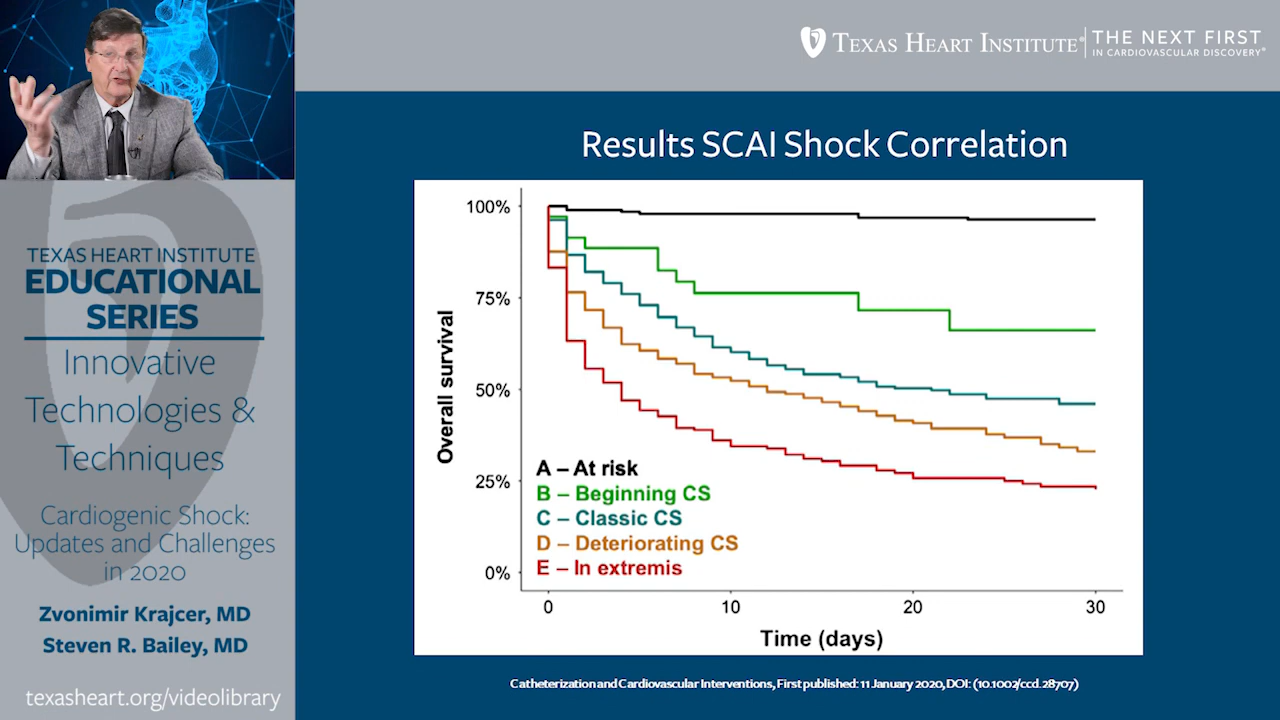 TEXAS HEART INSTITUTE®
THE NEXT FIRST
IN CARDIOVASCULAR DISCOVERY®
TEXAS HEART INSTITUTE
EDUCATIONAL
SERIES
Innovative
Technologies &
Techniques
Cardiogenic Shock:
Updates and Challenges
in 2020
Zvonimir Krajcer, MD
Steven R. Bailey, MD
texasheart.org/videolibrary
Results SCAI Shock Correlation
Overall survival
100%
75%
50%
25%
0%
A – At risk
B – Beginning CS
C – Classic CS
D – Deteriorating CS
E – In extremis
0 10 20 30
Time (days)
Catheterization and Cardiovascular Interventions, First published: 11 January 2020, DOI: (10.1002/ccd.28707)